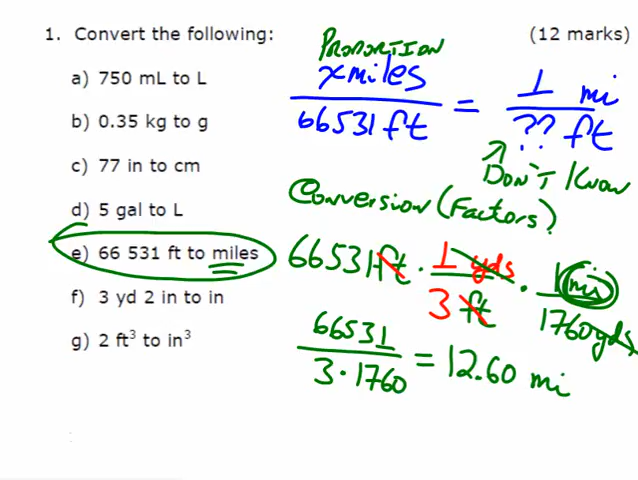 1. Convert the following: (12 marks)
a) 750 mL to L
b) 0.35 kg to g
c) 77 in to cm
d) 5 gal to L
e) 66 531 ft to miles
f) 3 yd 2 in to in
g) 2 ft³ to in³
PROPORTION
x miles / 66531 ft = 1 mi / ?? ft
DON'T KNOW
Conversion (Factors)
66531 ft · 1 yds / 3 ft · 1 mi / 1760 yds
66531 / 3 · 1760 = 12.60 mi